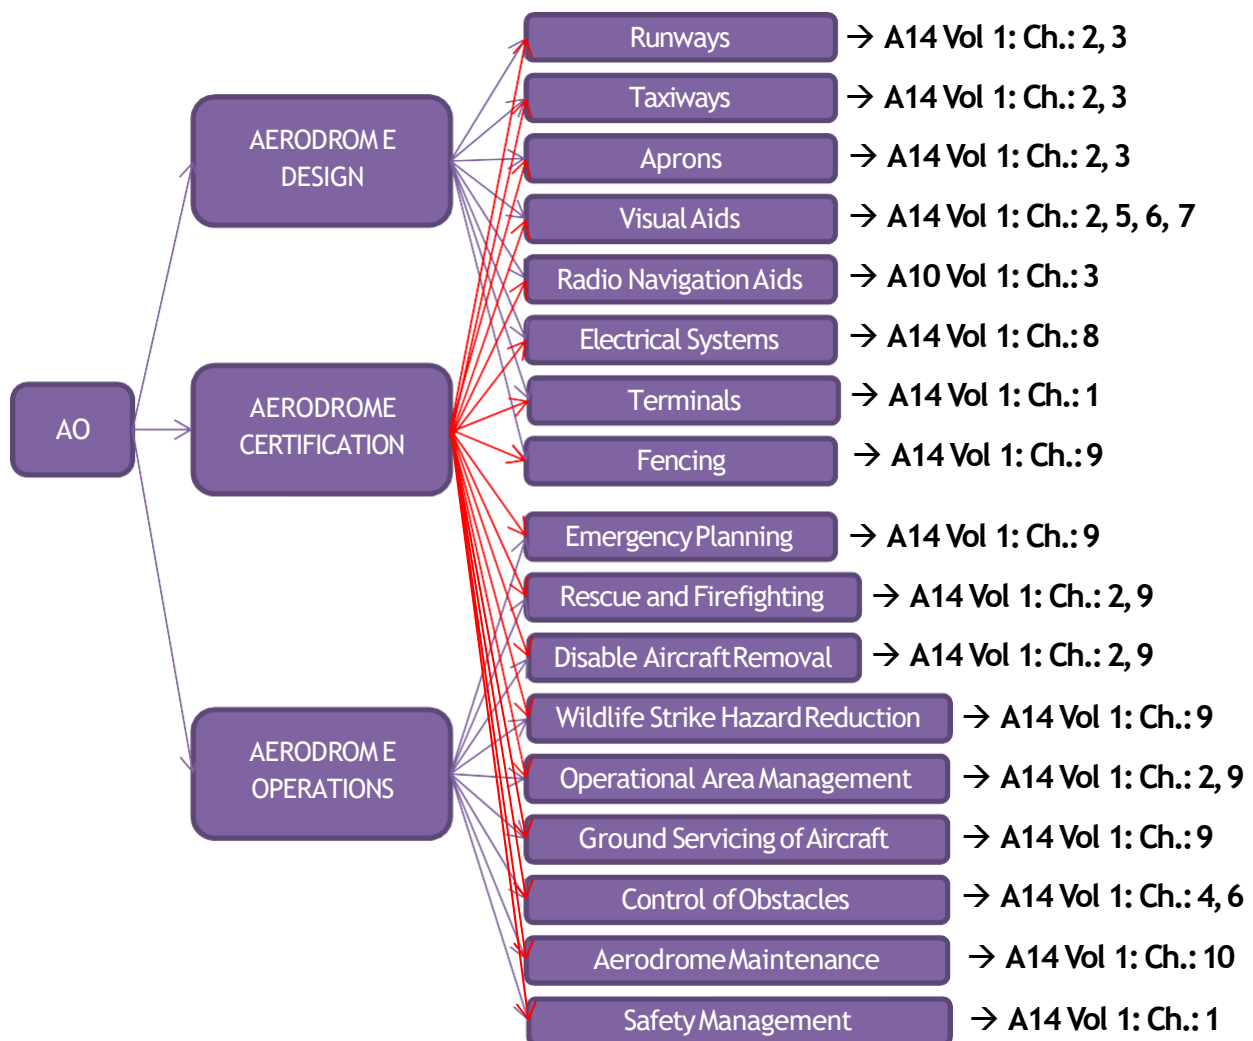 Runways → A14 Vol 1: Ch.: 2, 3
Taxiways → A14 Vol 1: Ch.: 2, 3
AERODROM E
DESIGN
Aprons → A14 Vol 1: Ch.: 2, 3
Visual Aids → A14 Vol 1: Ch.: 2, 5, 6, 7
Radio Navigation Aids → A10 Vol 1: Ch.: 3
Electrical Systems → A14 Vol 1: Ch.: 8
AO
AERODROME
CERTIFICATION
Terminals → A14 Vol 1: Ch.: 1
Fencing → A14 Vol 1: Ch.: 9
Emergency Planning → A14 Vol 1: Ch.: 9
Rescue and Firefighting → A14 Vol 1: Ch.: 2, 9
Disable Aircraft Removal → A14 Vol 1: Ch.: 2, 9
Wildlife Strike Hazard Reduction → A14 Vol 1: Ch.: 9
AERODROM E
OPERATIONS
Operational Area Management → A14 Vol 1: Ch.: 2, 9
Ground Servicing of Aircraft → A14 Vol 1: Ch.: 9
Control of Obstacles → A14 Vol 1: Ch.: 4, 6
Aerodrome Maintenance → A14 Vol 1: Ch.: 10
Safety Management → A14 Vol 1: Ch.: 1